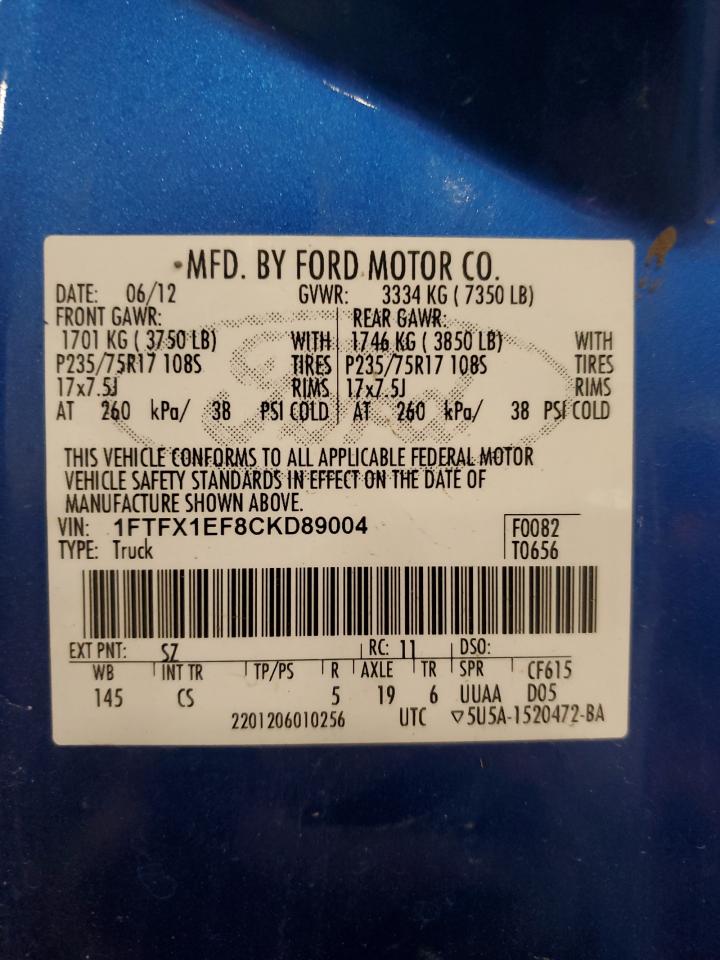 MFD. BY FORD MOTOR CO.
DATE: 06/12 GVWR: 3334 KG ( 7350 LB)
FRONT GAWR: REAR GAWR:
1701 KG ( 3750 LB) WITH 1746 KG ( 3850 LB) WITH
P235/75R17 108S TIRES P235/75R17 108S TIRES
17x7.5J RIMS 17x7.5J RIMS
AT 260 kPa/ 38 PSI COLD AT 260 kPa/ 38 PSI COLD
THIS VEHICLE CONFORMS TO ALL APPLICABLE FEDERAL MOTOR
VEHICLE SAFETY STANDARDS IN EFFECT ON THE DATE OF
MANUFACTURE SHOWN ABOVE.
VIN: 1FTFX1EF8CKD89004 F0082
TYPE: Truck T0656
EXT PNT: SZ RC: 11 DSO:
WB INT TR TP/PS R AXLE TR SPR CF615
145 CS 5 19 6 UUAA D05
2201206010256 UTC ▽5U5A-1520472-BA